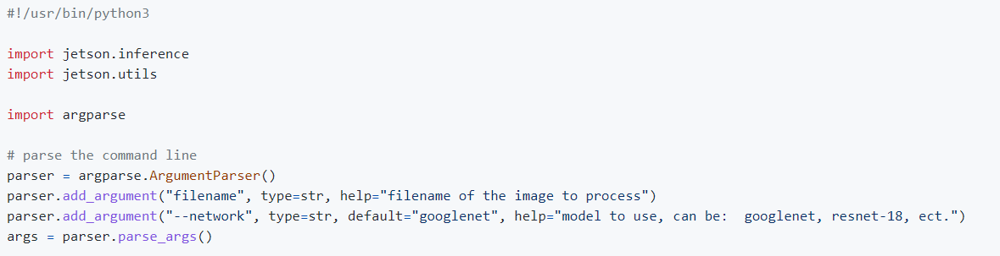 #!/usr/bin/python3
import jetson.inference
import jetson.utils
import argparse
# parse the command line
parser = argparse.ArgumentParser()
parser.add_argument("filename", type=str, help="filename of the image to process")
parser.add_argument("--network", type=str, default="googlenet", help="model to use, can be:  googlenet, resnet-18, ect.")
args = parser.parse_args()